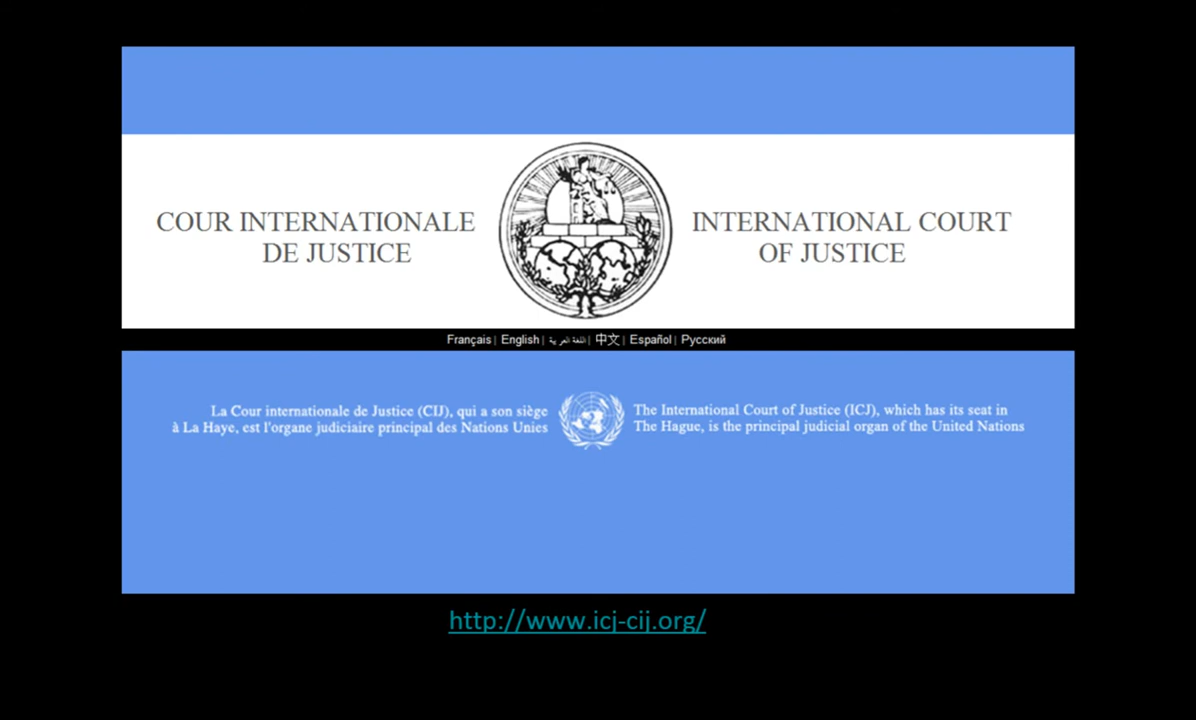 COUR INTERNATIONALE
DE JUSTICE
INTERNATIONAL COURT
OF JUSTICE
Français | English | اللغة العربية | 中文 | Español | Русский
La Cour internationale de Justice (CIJ), qui a son siège
à La Haye, est l'organe judiciaire principal des Nations Unies
The International Court of Justice (ICJ), which has its seat in
The Hague, is the principal judicial organ of the United Nations
http://www.icj-cij.org/